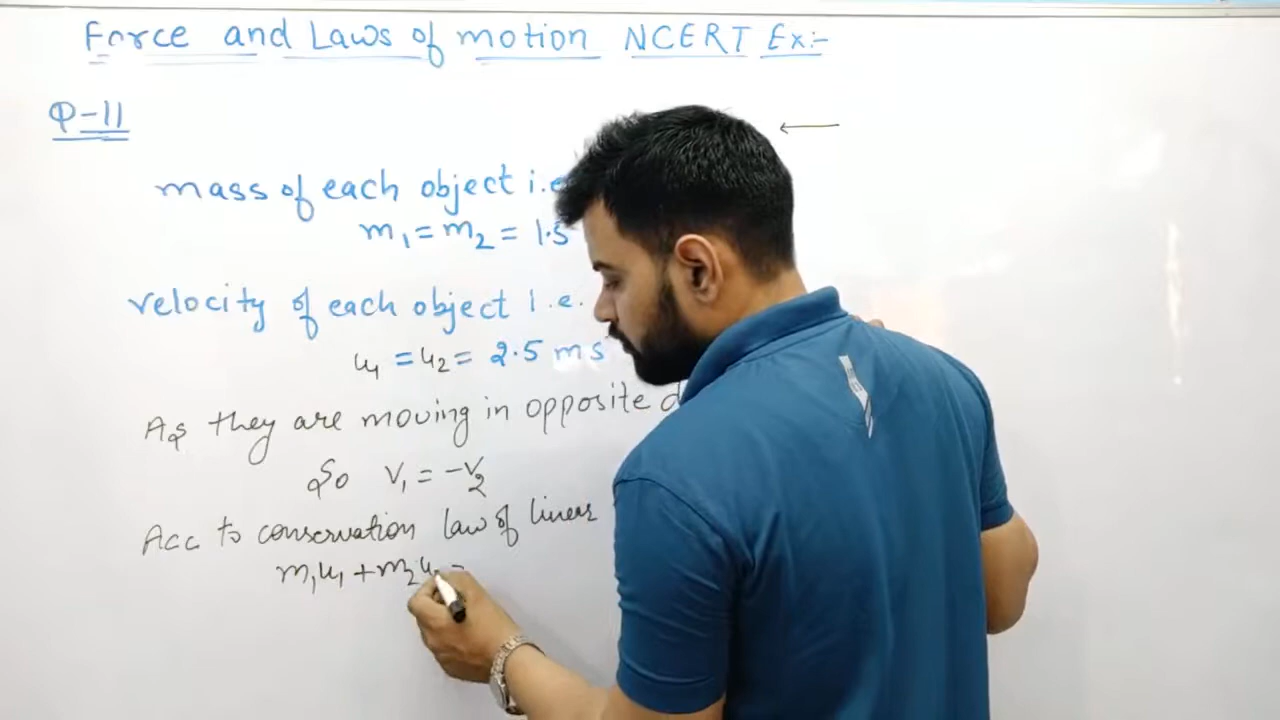 Force and Laws of motion NCERT Ex:-
Q-11
mass of each object i.e
m₁ = m₂ = 1.5
velocity of each object i.e.
u₁ = u₂ = 2.5 ms
As they are moving in opposite
So v₁ = -v₂
Acc to conservation law of linear
m₁u₁ + m₂u₂ =